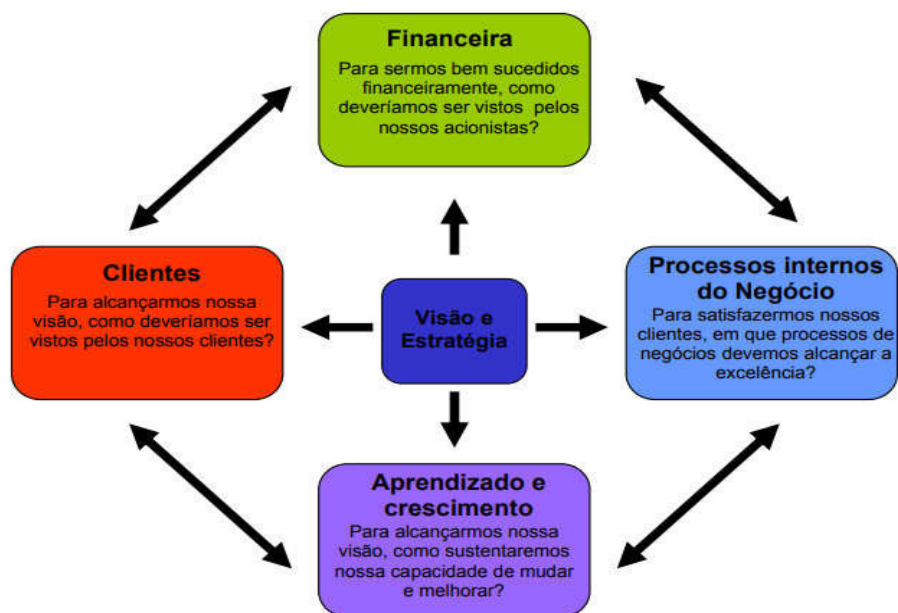 Financeira
Para sermos bem sucedidos
financeiramente, como
deveríamos ser vistos pelos
nossos acionistas?
Clientes
Para alcançarmos nossa
visão, como deveríamos ser
vistos pelos nossos clientes?
Visão e
Estratégia
Processos internos
do Negócio
Para satisfazermos nossos
clientes, em que processos de
negócios devemos alcançar a
excelência?
Aprendizado e
crescimento
Para alcançarmos nossa
visão, como sustentaremos
nossa capacidade de mudar
e melhorar?